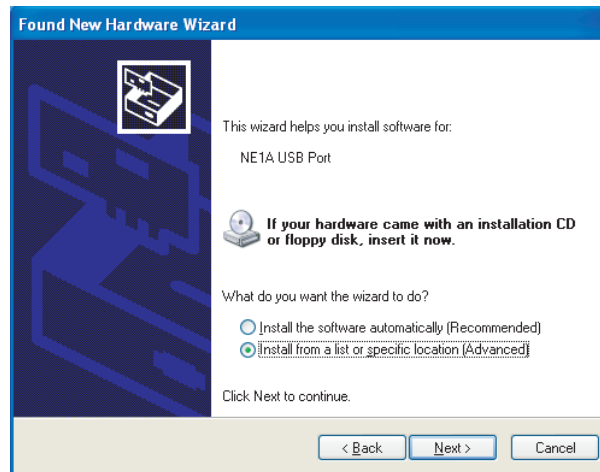 Found New Hardware Wizard
This wizard helps you install software for:
NE1A USB Port
If your hardware came with an installation CD
or floppy disk, insert it now.
What do you want the wizard to do?
Install the software automatically (Recommended)
Install from a list or specific location (Advanced)
Click Next to continue.
< Back Next > Cancel